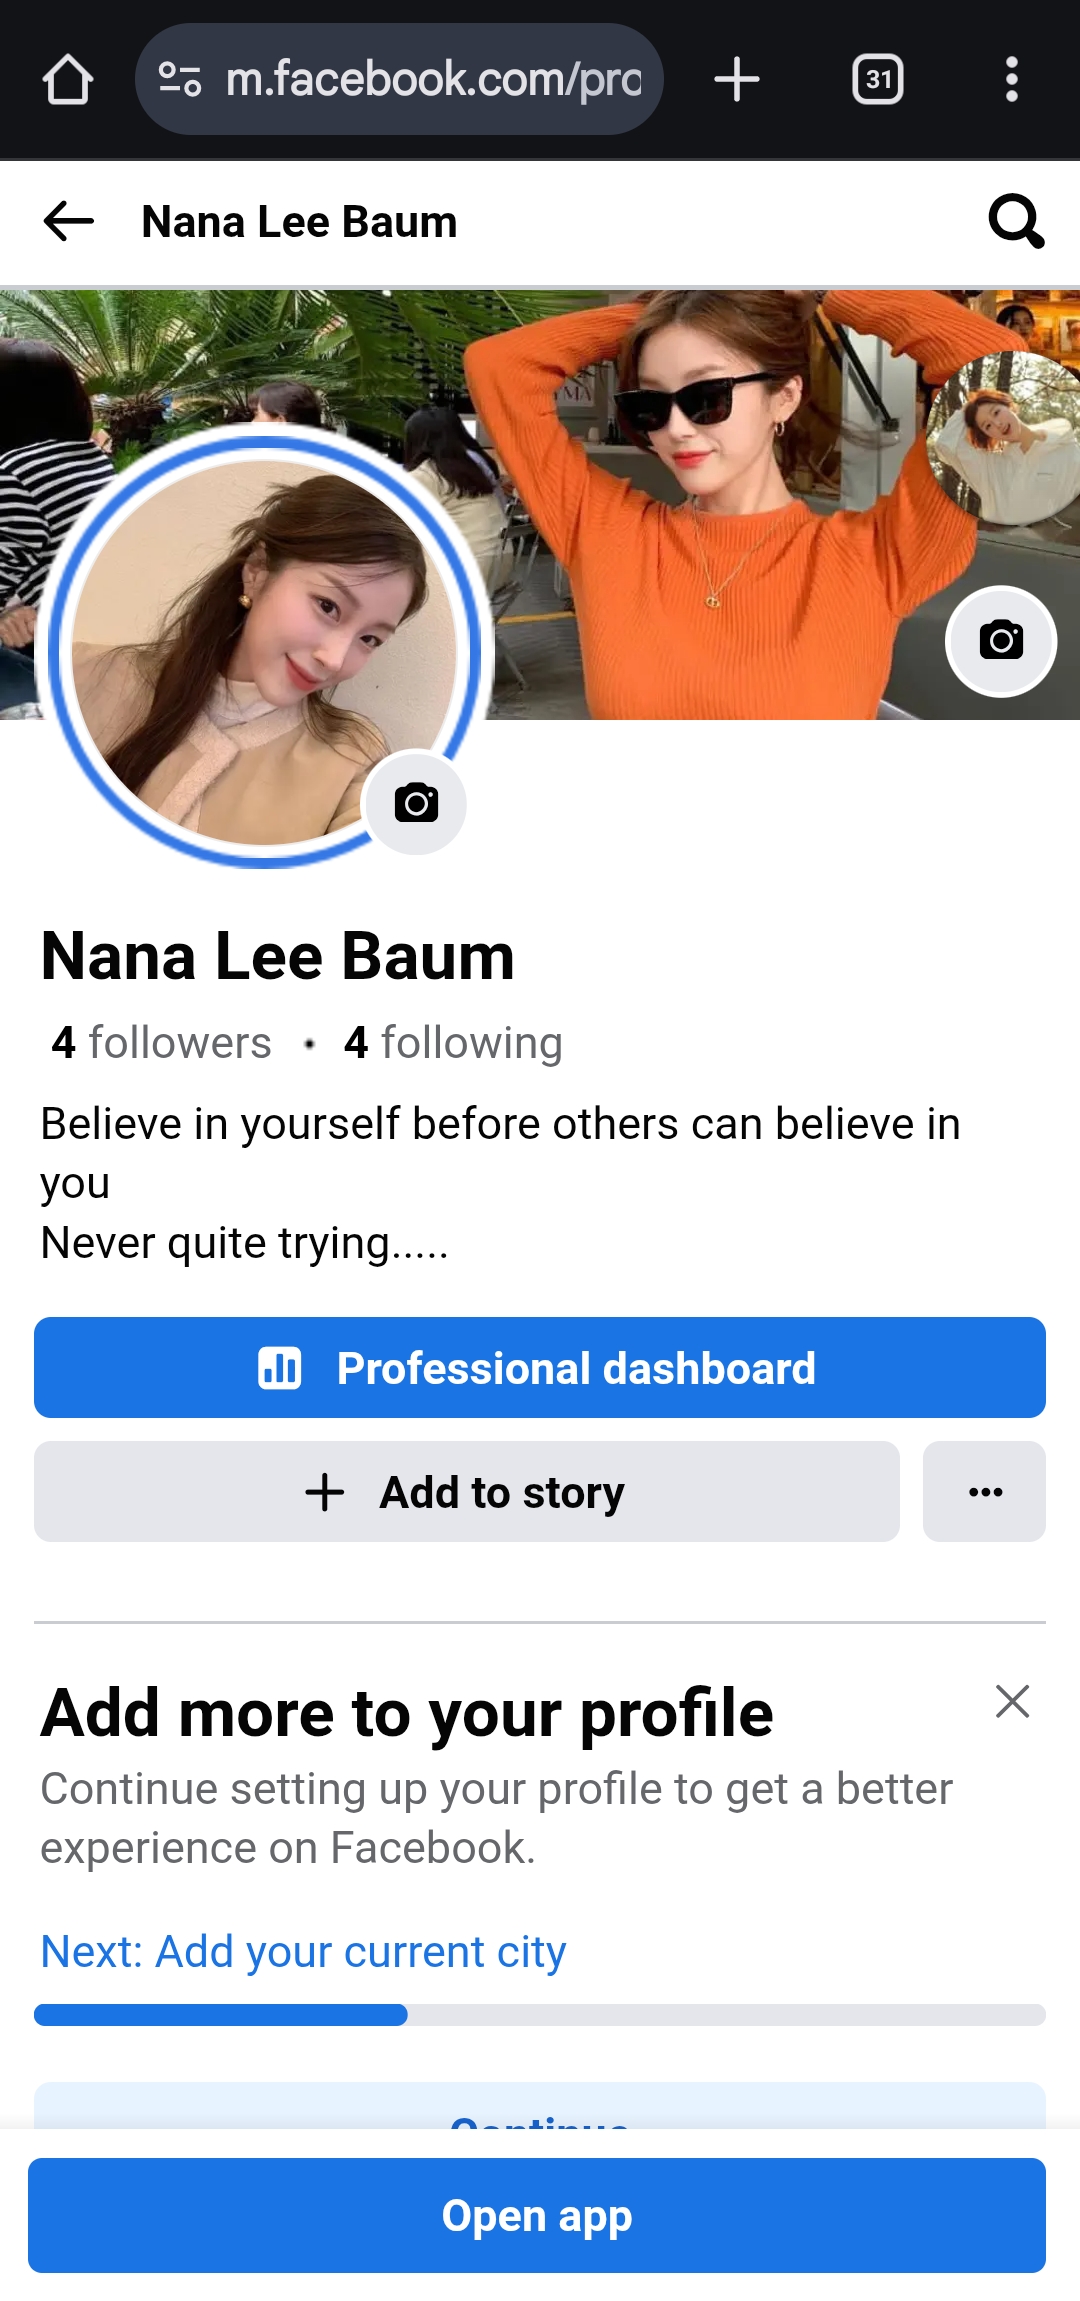 m.facebook.com/pro
31
Nana Lee Baum
Nana Lee Baum
4 followers • 4 following
Believe in yourself before others can believe in
you
Never quite trying.....
Professional dashboard
Add to story
Add more to your profile
Continue setting up your profile to get a better
experience on Facebook.
Next: Add your current city
Continue
Open app